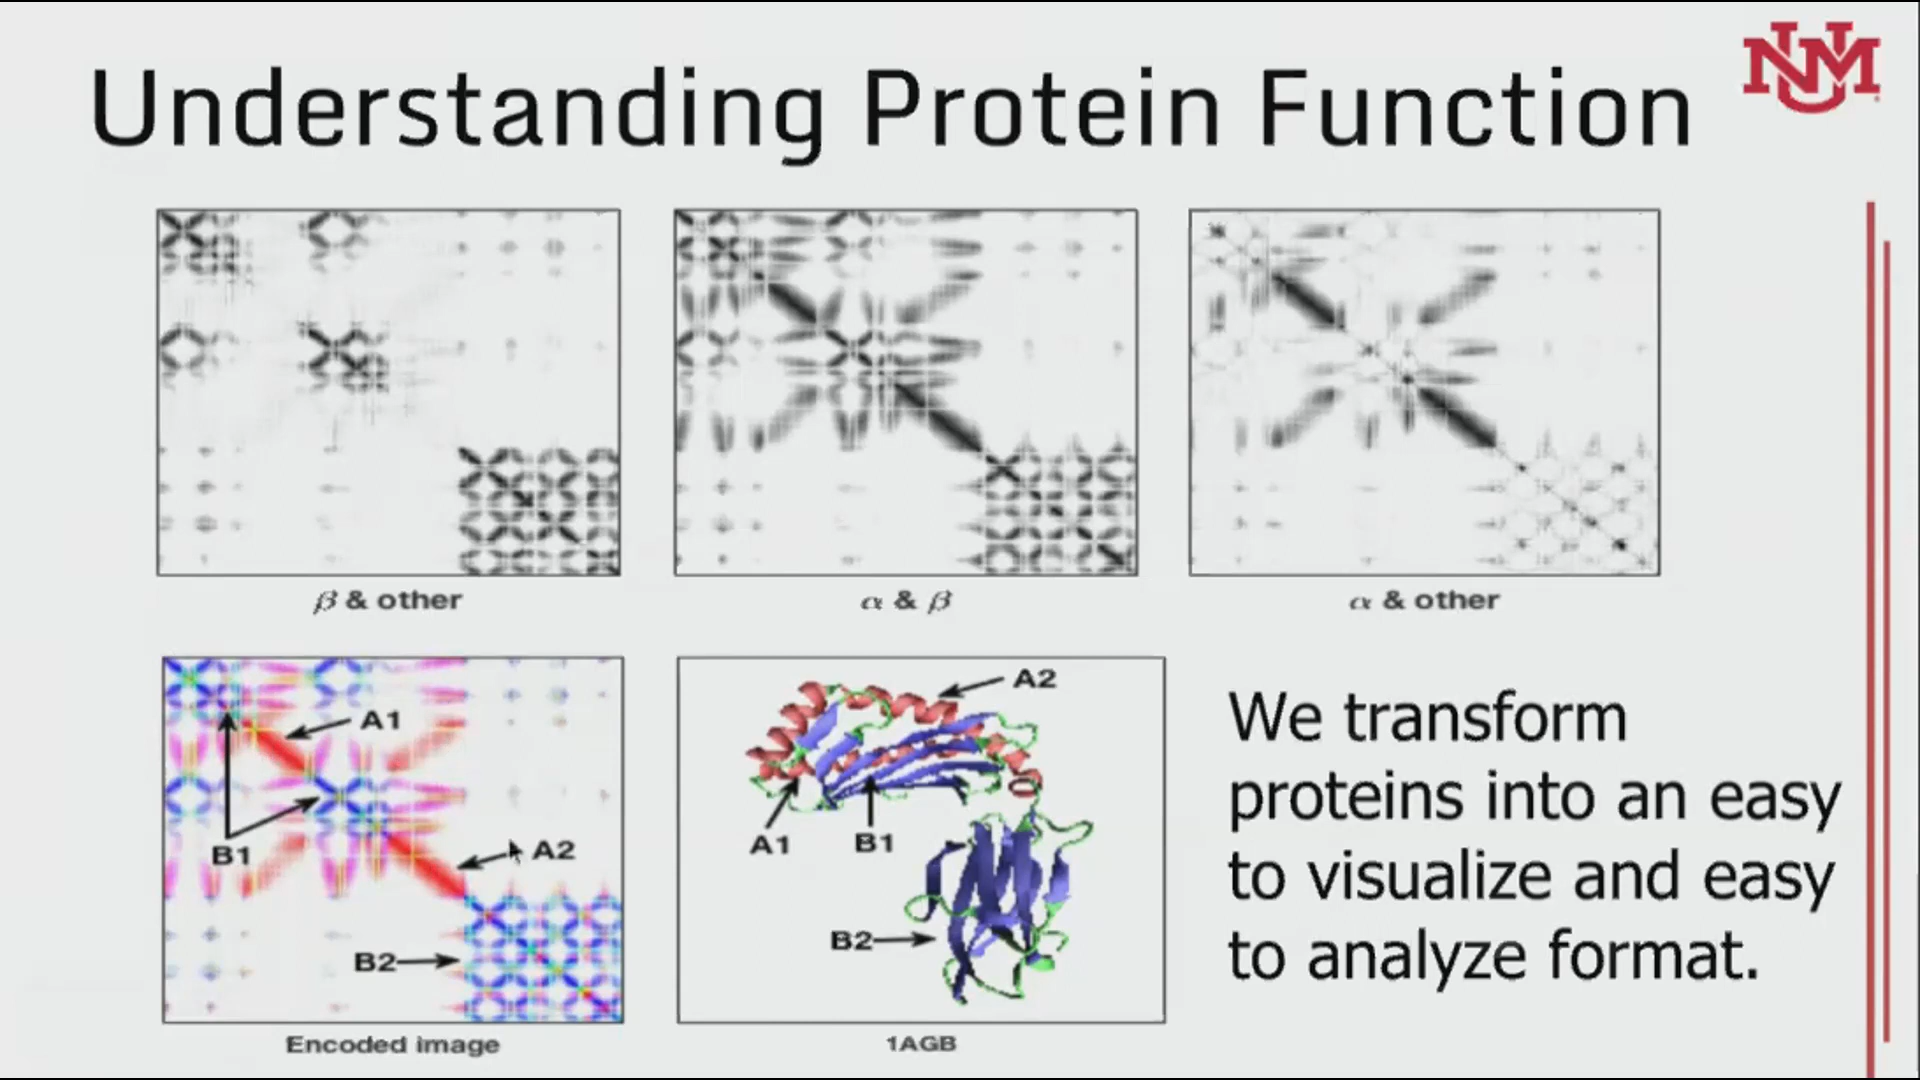 UNM
Understanding Protein Function
β & other
α & β
α & other
A1
B1
A2
B2
Encoded image
A2
A1
B1
B2
1AGB
We transform
proteins into an easy
to visualize and easy
to analyze format.